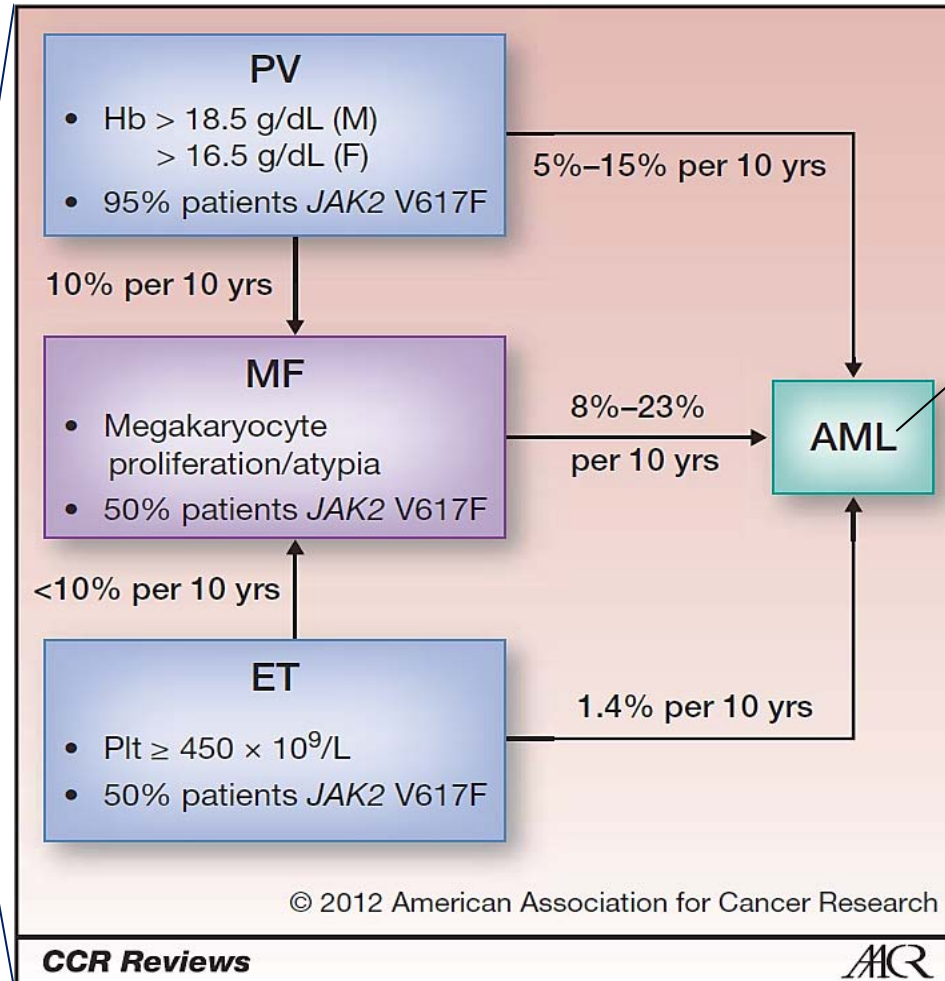 PV
• Hb > 18.5 g/dL (M)
> 16.5 g/dL (F)
• 95% patients JAK2 V617F
5%–15% per 10 yrs
10% per 10 yrs
MF
• Megakaryocyte
proliferation/atypia
• 50% patients JAK2 V617F
8%–23%
per 10 yrs
AML
<10% per 10 yrs
ET
• Plt ≥ 450 × 10⁹/L
• 50% patients JAK2 V617F
1.4% per 10 yrs
© 2012 American Association for Cancer Research
CCR Reviews
AACR